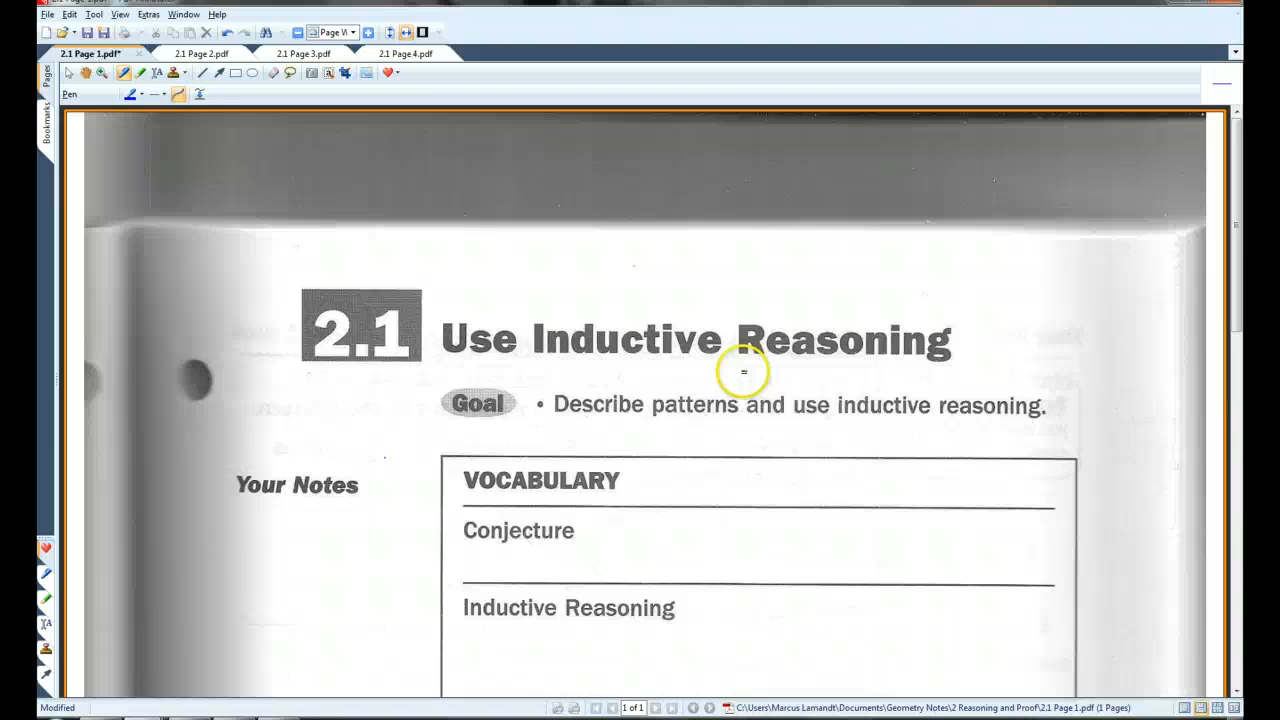 File Edit Tool View Extras Window Help
Page W
2.1 Page 1.pdf* 2.1 Page 2.pdf 2.1 Page 3.pdf 2.1 Page 4.pdf
Pages
Bookmarks
Pen
2.1 Use Inductive Reasoning
Goal • Describe patterns and use inductive reasoning.
Your Notes
VOCABULARY
Conjecture
Inductive Reasoning
Modified 1 of 1 C:\Users\Marcus Lamandt\Documents\Geometry Notes\2 Reasoning and Proof\2.1 Page 1.pdf (1 Pages)